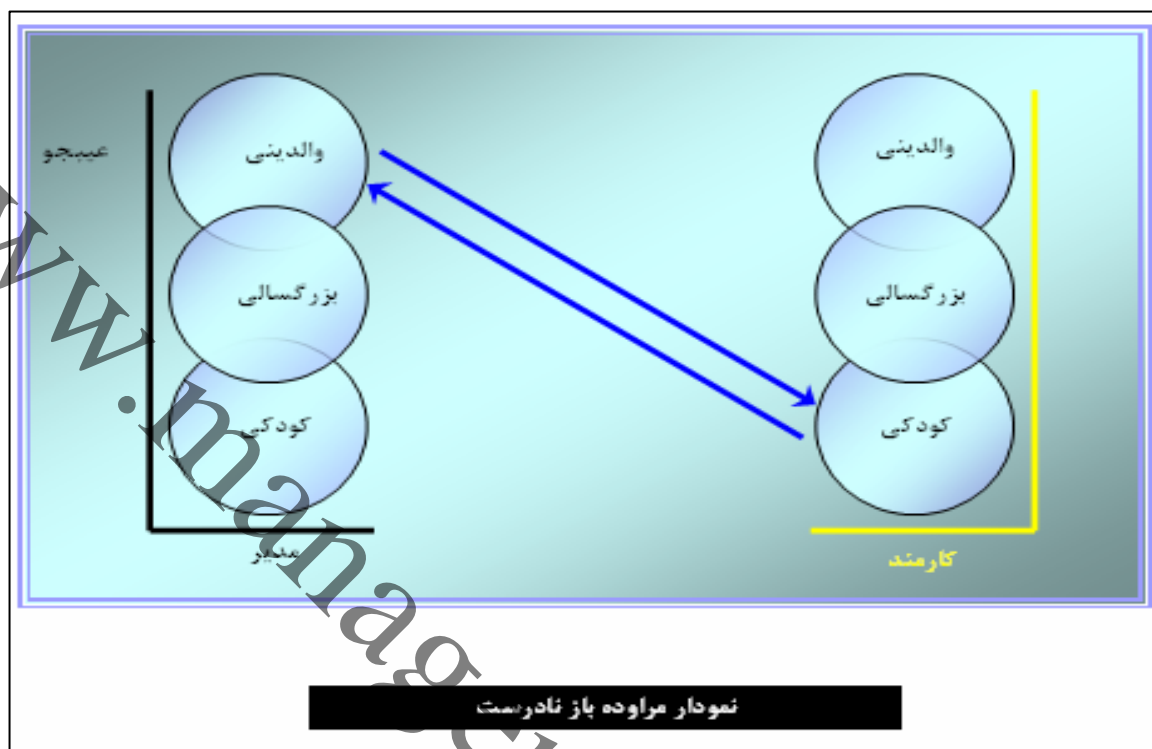 والدینی
والدینی
عیبجو
بزرگسالی
بزرگسالی
کودکی
کودکی
کارمند
مدیر
نمودار مراوده باز نادرست